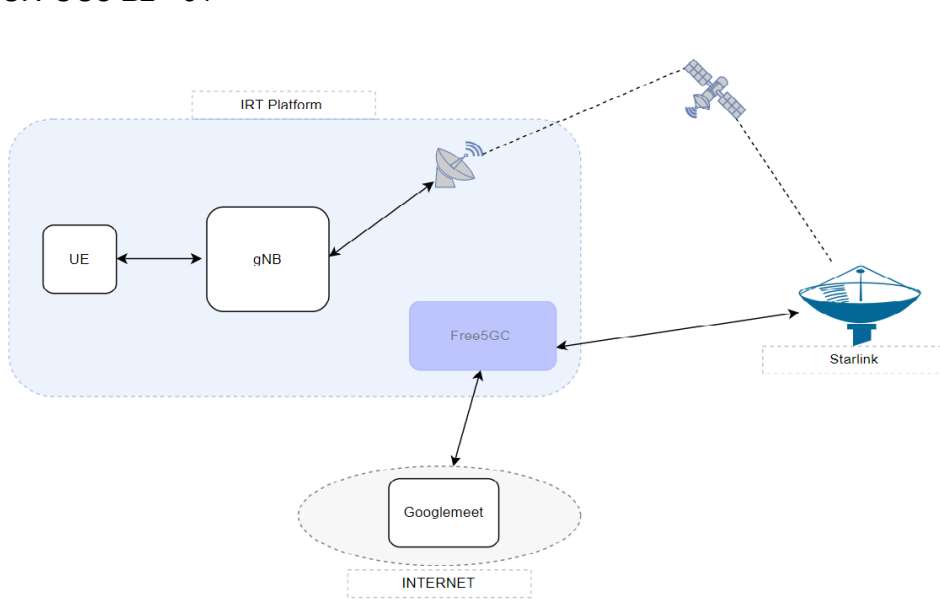 IRT Platform
UE
gNB
Free5GC
Starlink
Googlemeet
INTERNET